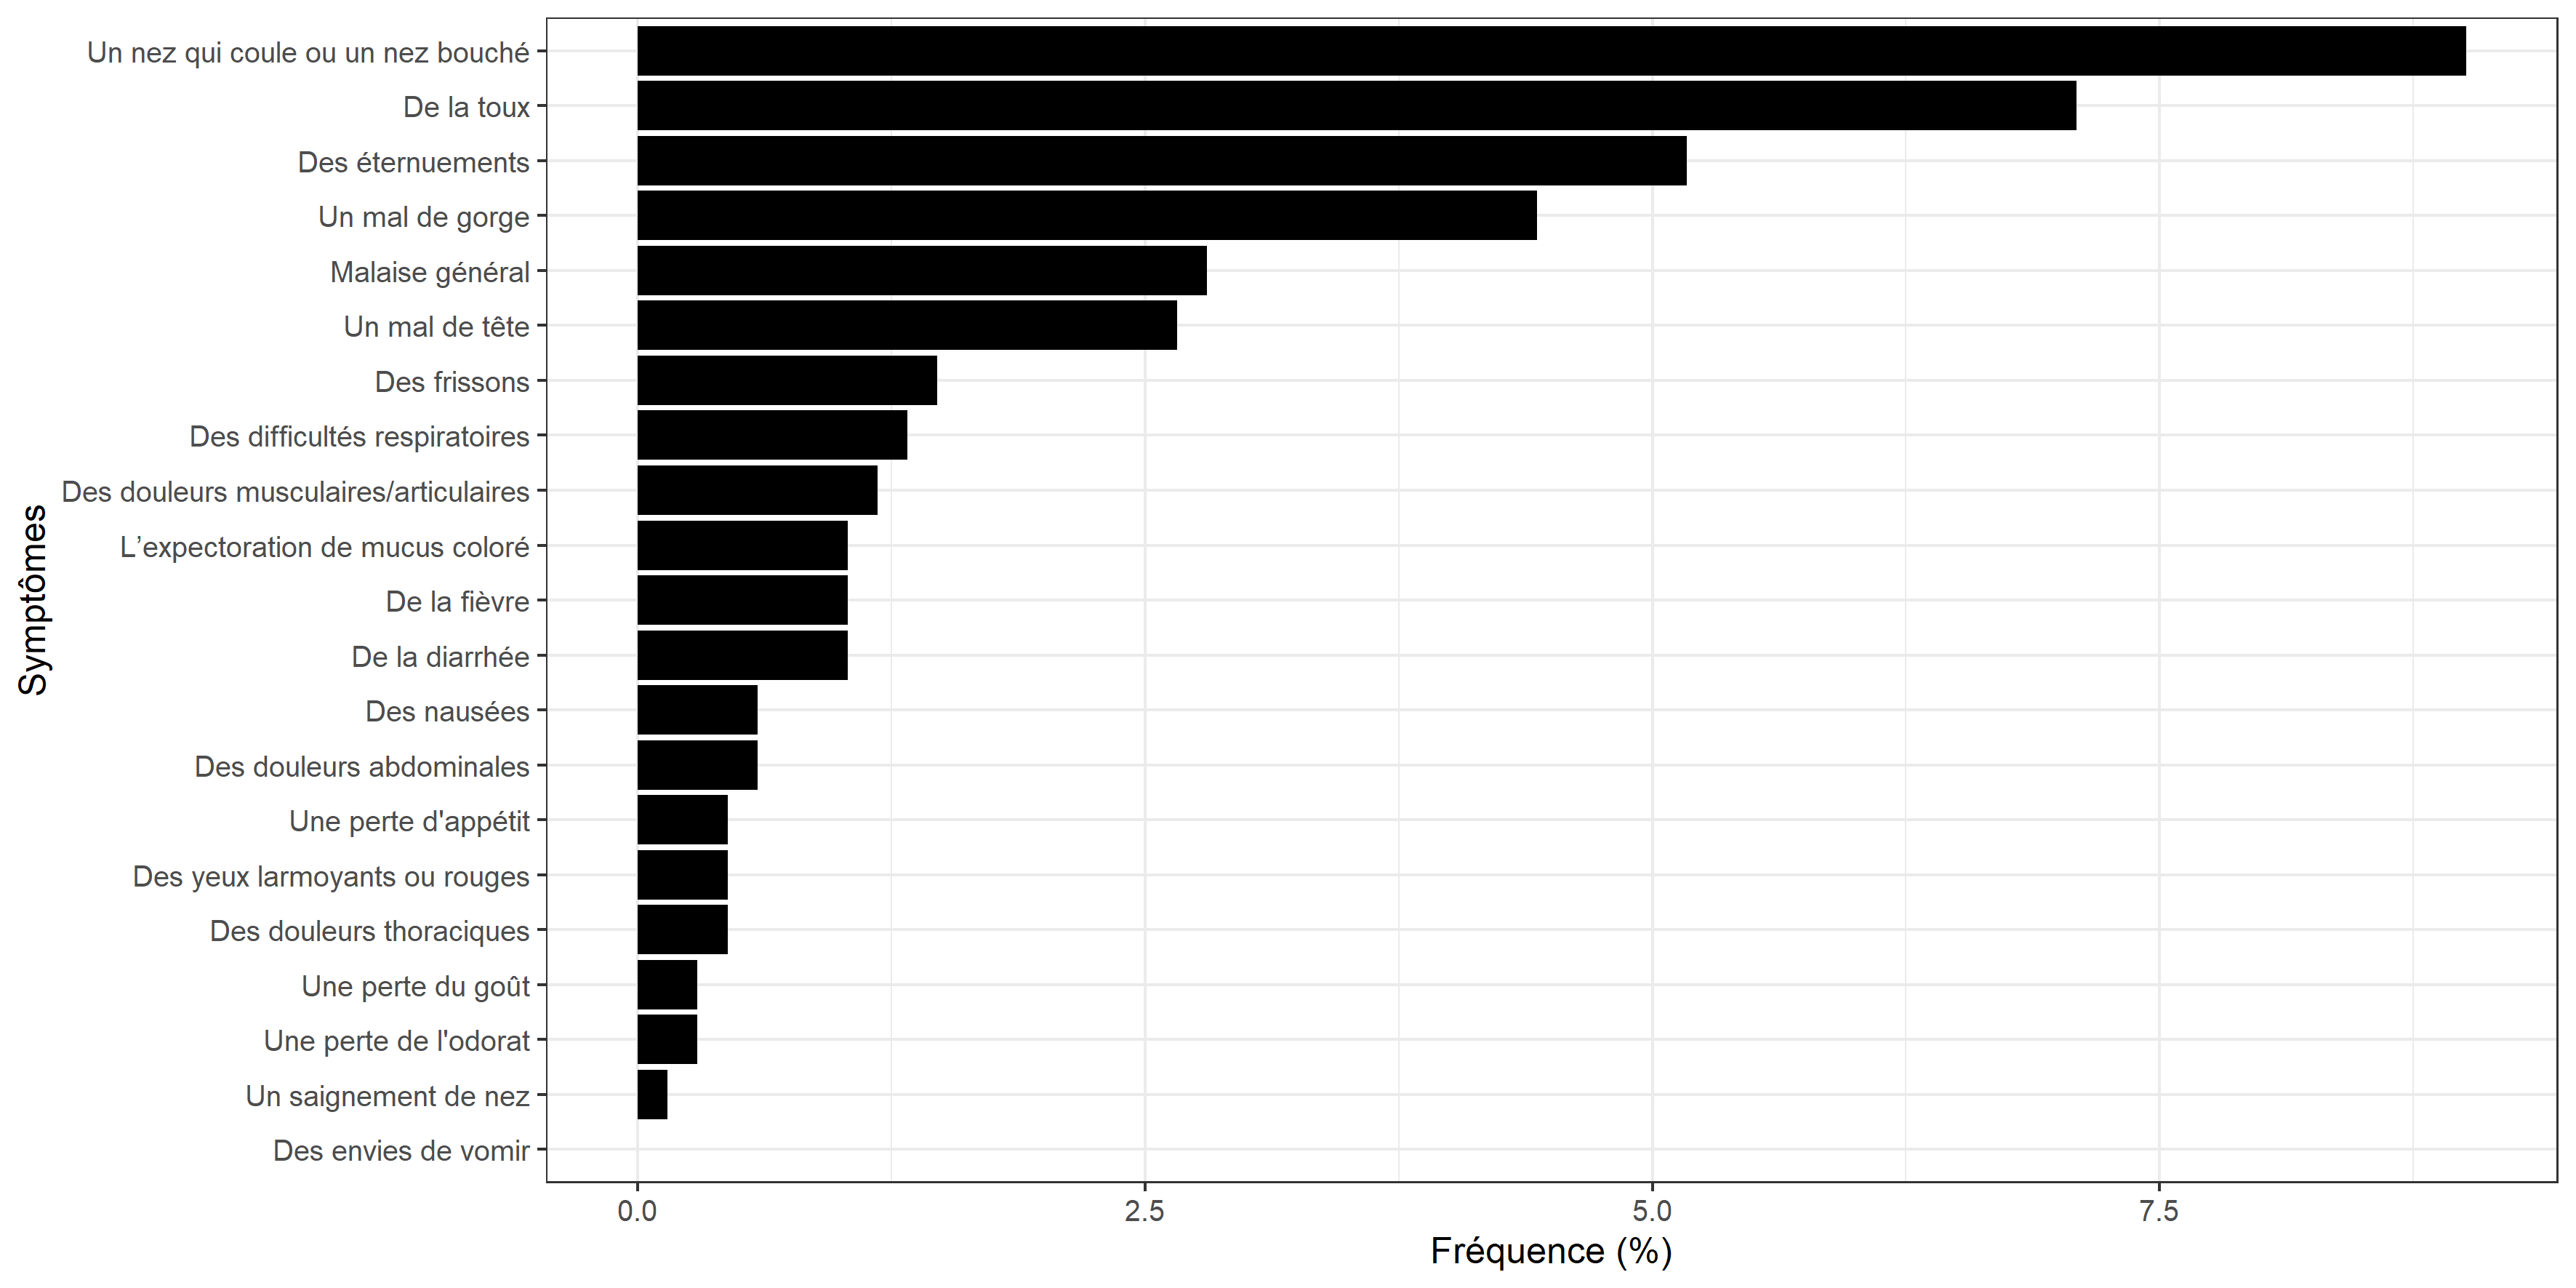 Un nez qui coule ou un nez bouché
De la toux
Des éternuements
Un mal de gorge
Malaise général
Un mal de tête
Des frissons
Des difficultés respiratoires
Des douleurs musculaires/articulaires
L’expectoration de mucus coloré
De la fièvre
De la diarrhée
Des nausées
Des douleurs abdominales
Une perte d'appétit
Des yeux larmoyants ou rouges
Des douleurs thoraciques
Une perte du goût
Une perte de l'odorat
Un saignement de nez
Des envies de vomir
Symptômes
0.0 2.5 5.0 7.5
Fréquence (%)